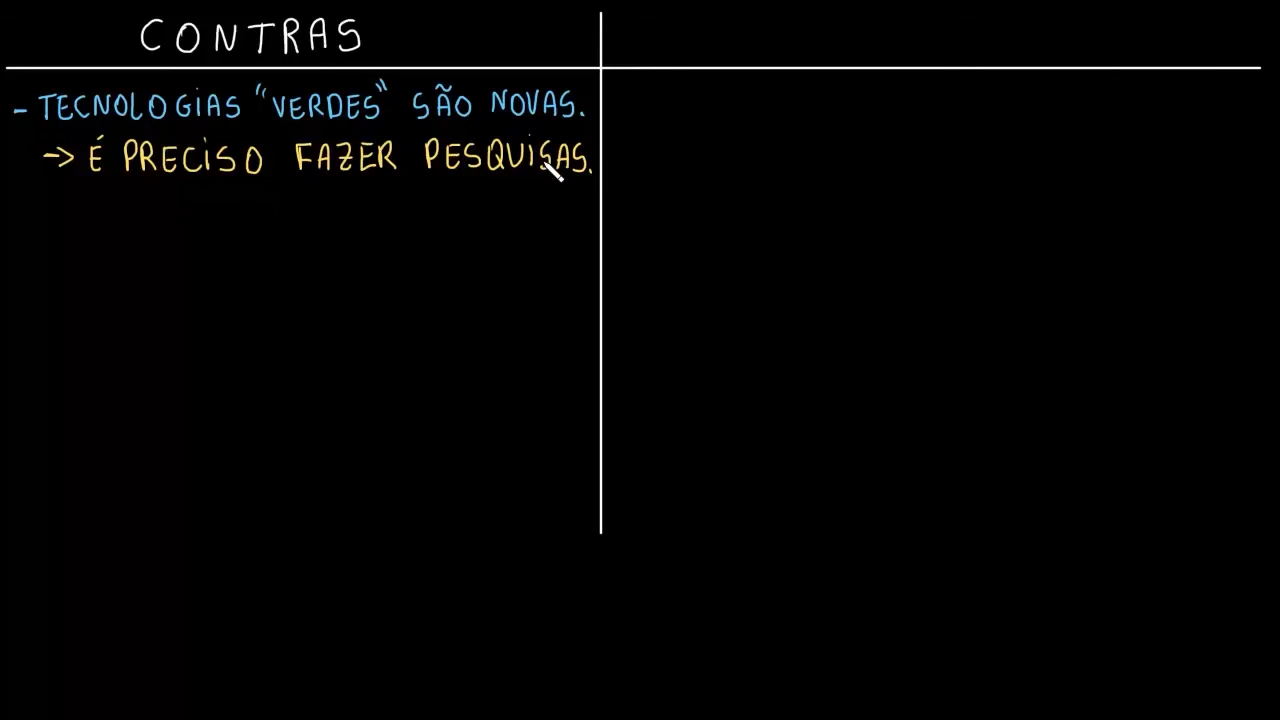 CONTRAS
- TECNOLOGIAS "VERDES" SÃO NOVAS.
→ É PRECISO FAZER PESQUISAS.